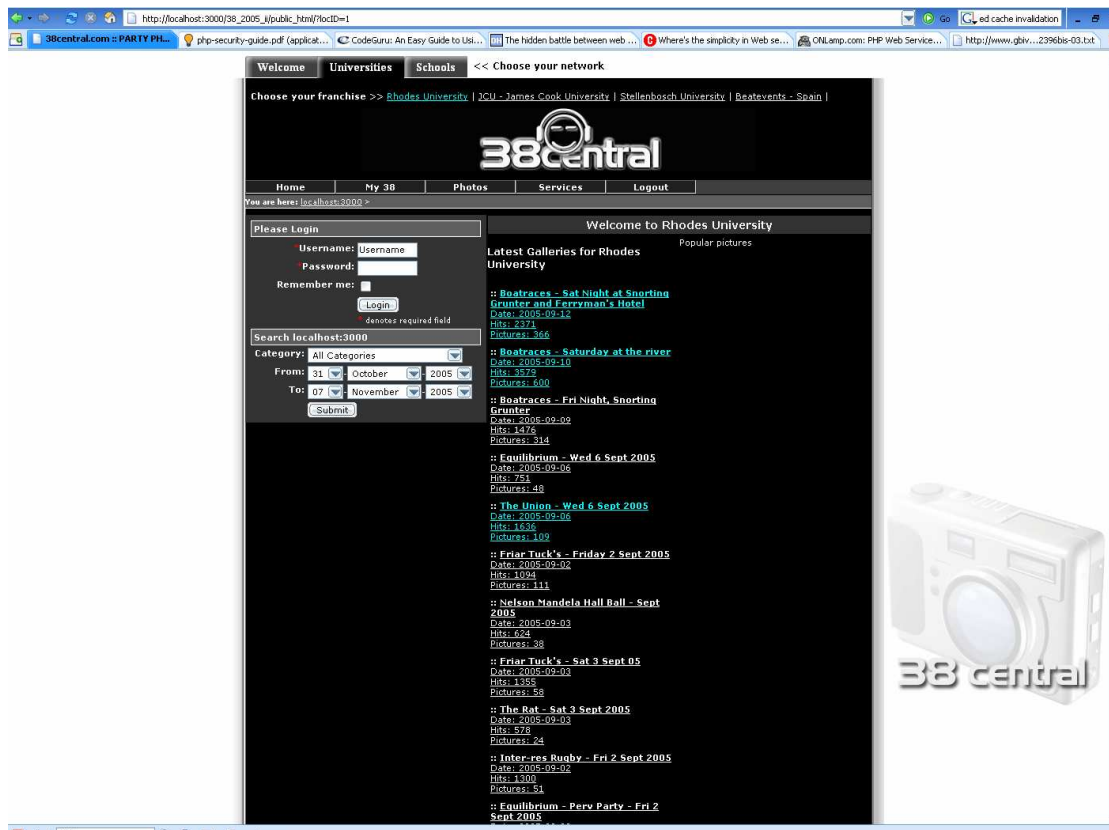 http://localhost:3000/38_2005_ii/public_html/?locID=1
Go
ed cache invalidation
38central.com :: PARTY PH...
php-security-guide.pdf (applicat...
CodeGuru: An Easy Guide to Usi...
The hidden battle between web ...
Where's the simplicity in Web se...
ONLamp.com: PHP Web Service...
http://www.gbiv...2396bis-03.txt
Welcome
Universities
Schools
<< Choose your network
Choose your franchise >> Rhodes University | JCU - James Cook University | Stellenbosch University | Beatevents - Spain |
38central
Home
My 38
Photos
Services
Logout
You are here: localhost:3000 >
Please Login
*Username: Username
*Password:
Remember me:
Login
* denotes required field
Search localhost:3000
Category: All Categories
From: 31 - October - 2005
To: 07 - November - 2005
Submit
Welcome to Rhodes University
Popular pictures
Latest Galleries for Rhodes
University
:: Boatraces - Sat Night at Snorting
Grunter and Ferryman's Hotel
Date: 2005-09-12
Hits: 2371
Pictures: 366
:: Boatraces - Saturday at the river
Date: 2005-09-10
Hits: 3579
Pictures: 600
:: Boatraces - Fri Night, Snorting
Grunter
Date: 2005-09-09
Hits: 1476
Pictures: 314
:: Equilibrium - Wed 6 Sept 2005
Date: 2005-09-06
Hits: 751
Pictures: 48
:: The Union - Wed 6 Sept 2005
Date: 2005-09-06
Hits: 1636
Pictures: 109
:: Friar Tuck's - Friday 2 Sept 2005
Date: 2005-09-02
Hits: 1094
Pictures: 111
:: Nelson Mandela Hall Ball - Sept
2005
Date: 2005-09-03
Hits: 624
Pictures: 38
:: Friar Tuck's - Sat 3 Sept 05
Date: 2005-09-03
Hits: 1355
Pictures: 58
:: The Rat - Sat 3 Sept 2005
Date: 2005-09-03
Hits: 578
Pictures: 24
:: Inter-res Rugby - Fri 2 Sept 2005
Date: 2005-09-02
Hits: 1300
Pictures: 51
:: Equilibrium - Perv Party - Fri 2
Sept 2005
38 central